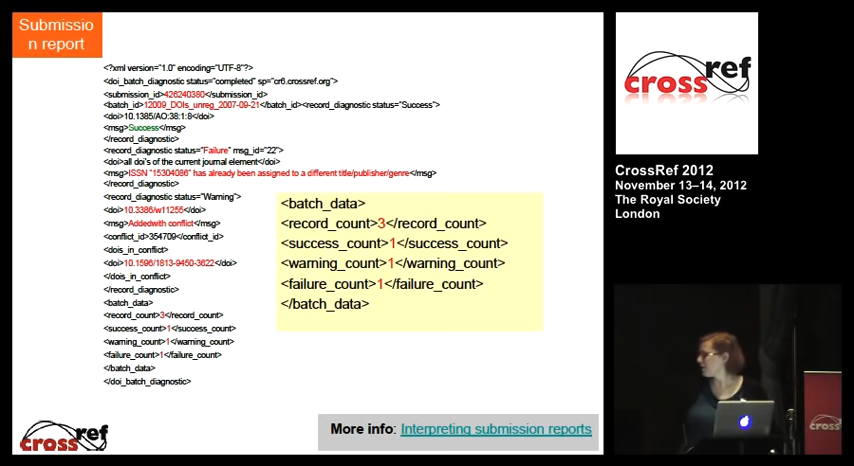 Submissio
n report
<?xml version="1.0" encoding="UTF-8"?>
<doi_batch_diagnostic status="completed" sp="cr6.crossref.org">
<submission_id>426240380</submission_id>
<batch_id>12009_DOIs_unreg_2007-09-21</batch_id><record_diagnostic status="Success">
<doi>10.1385/AO:38:1:8</doi>
<msg>Success</msg>
</record_diagnostic>
<record_diagnostic status="Failure" msg_id="22">
<doi>all doi's of the current journal element</doi>
<msg>ISSN "15304086" has already been assigned to a different title/publisher/genre</msg>
</record_diagnostic>
<record_diagnostic status="Warning">
<doi>10.3386/w11255</doi>
<msg>Addedwith conflict</msg>
<conflict_id>354709</conflict_id>
<dois_in_conflict>
<doi>10.1596/1813-9450-3622</doi>
</dois_in_conflict>
</record_diagnostic>
<batch_data>
<record_count>3</record_count>
<success_count>1</success_count>
<warning_count>1</warning_count>
<failure_count>1</failure_count>
</batch_data>
</doi_batch_diagnostic>
<batch_data>
<record_count>3</record_count>
<success_count>1</success_count>
<warning_count>1</warning_count>
<failure_count>1</failure_count>
</batch_data>
crossref
More info: Interpreting submission reports
crossref
CrossRef 2012
November 13–14, 2012
The Royal Society
London
crossref